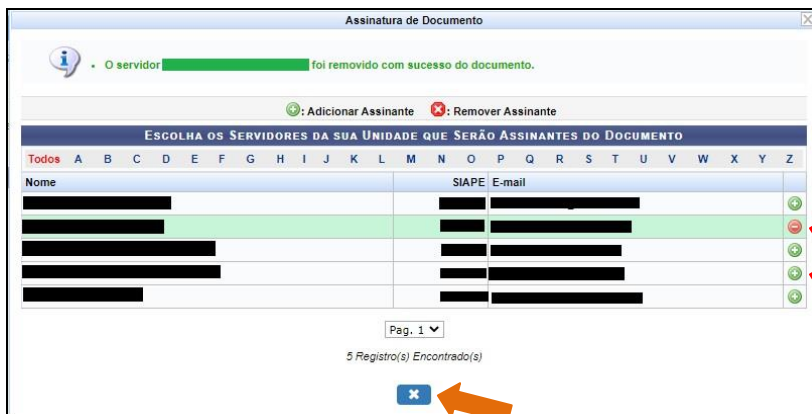 Assinatura de Documento
• O servidor foi removido com sucesso do documento.
: Adicionar Assinante : Remover Assinante
ESCOLHA OS SERVIDORES DA SUA UNIDADE QUE SERÃO ASSINANTES DO DOCUMENTO
Todos A B C D E F G H I J K L M N O P Q R S T U V W X Y Z
Nome SIAPE E-mail
Pag. 1
5 Registro(s) Encontrado(s)